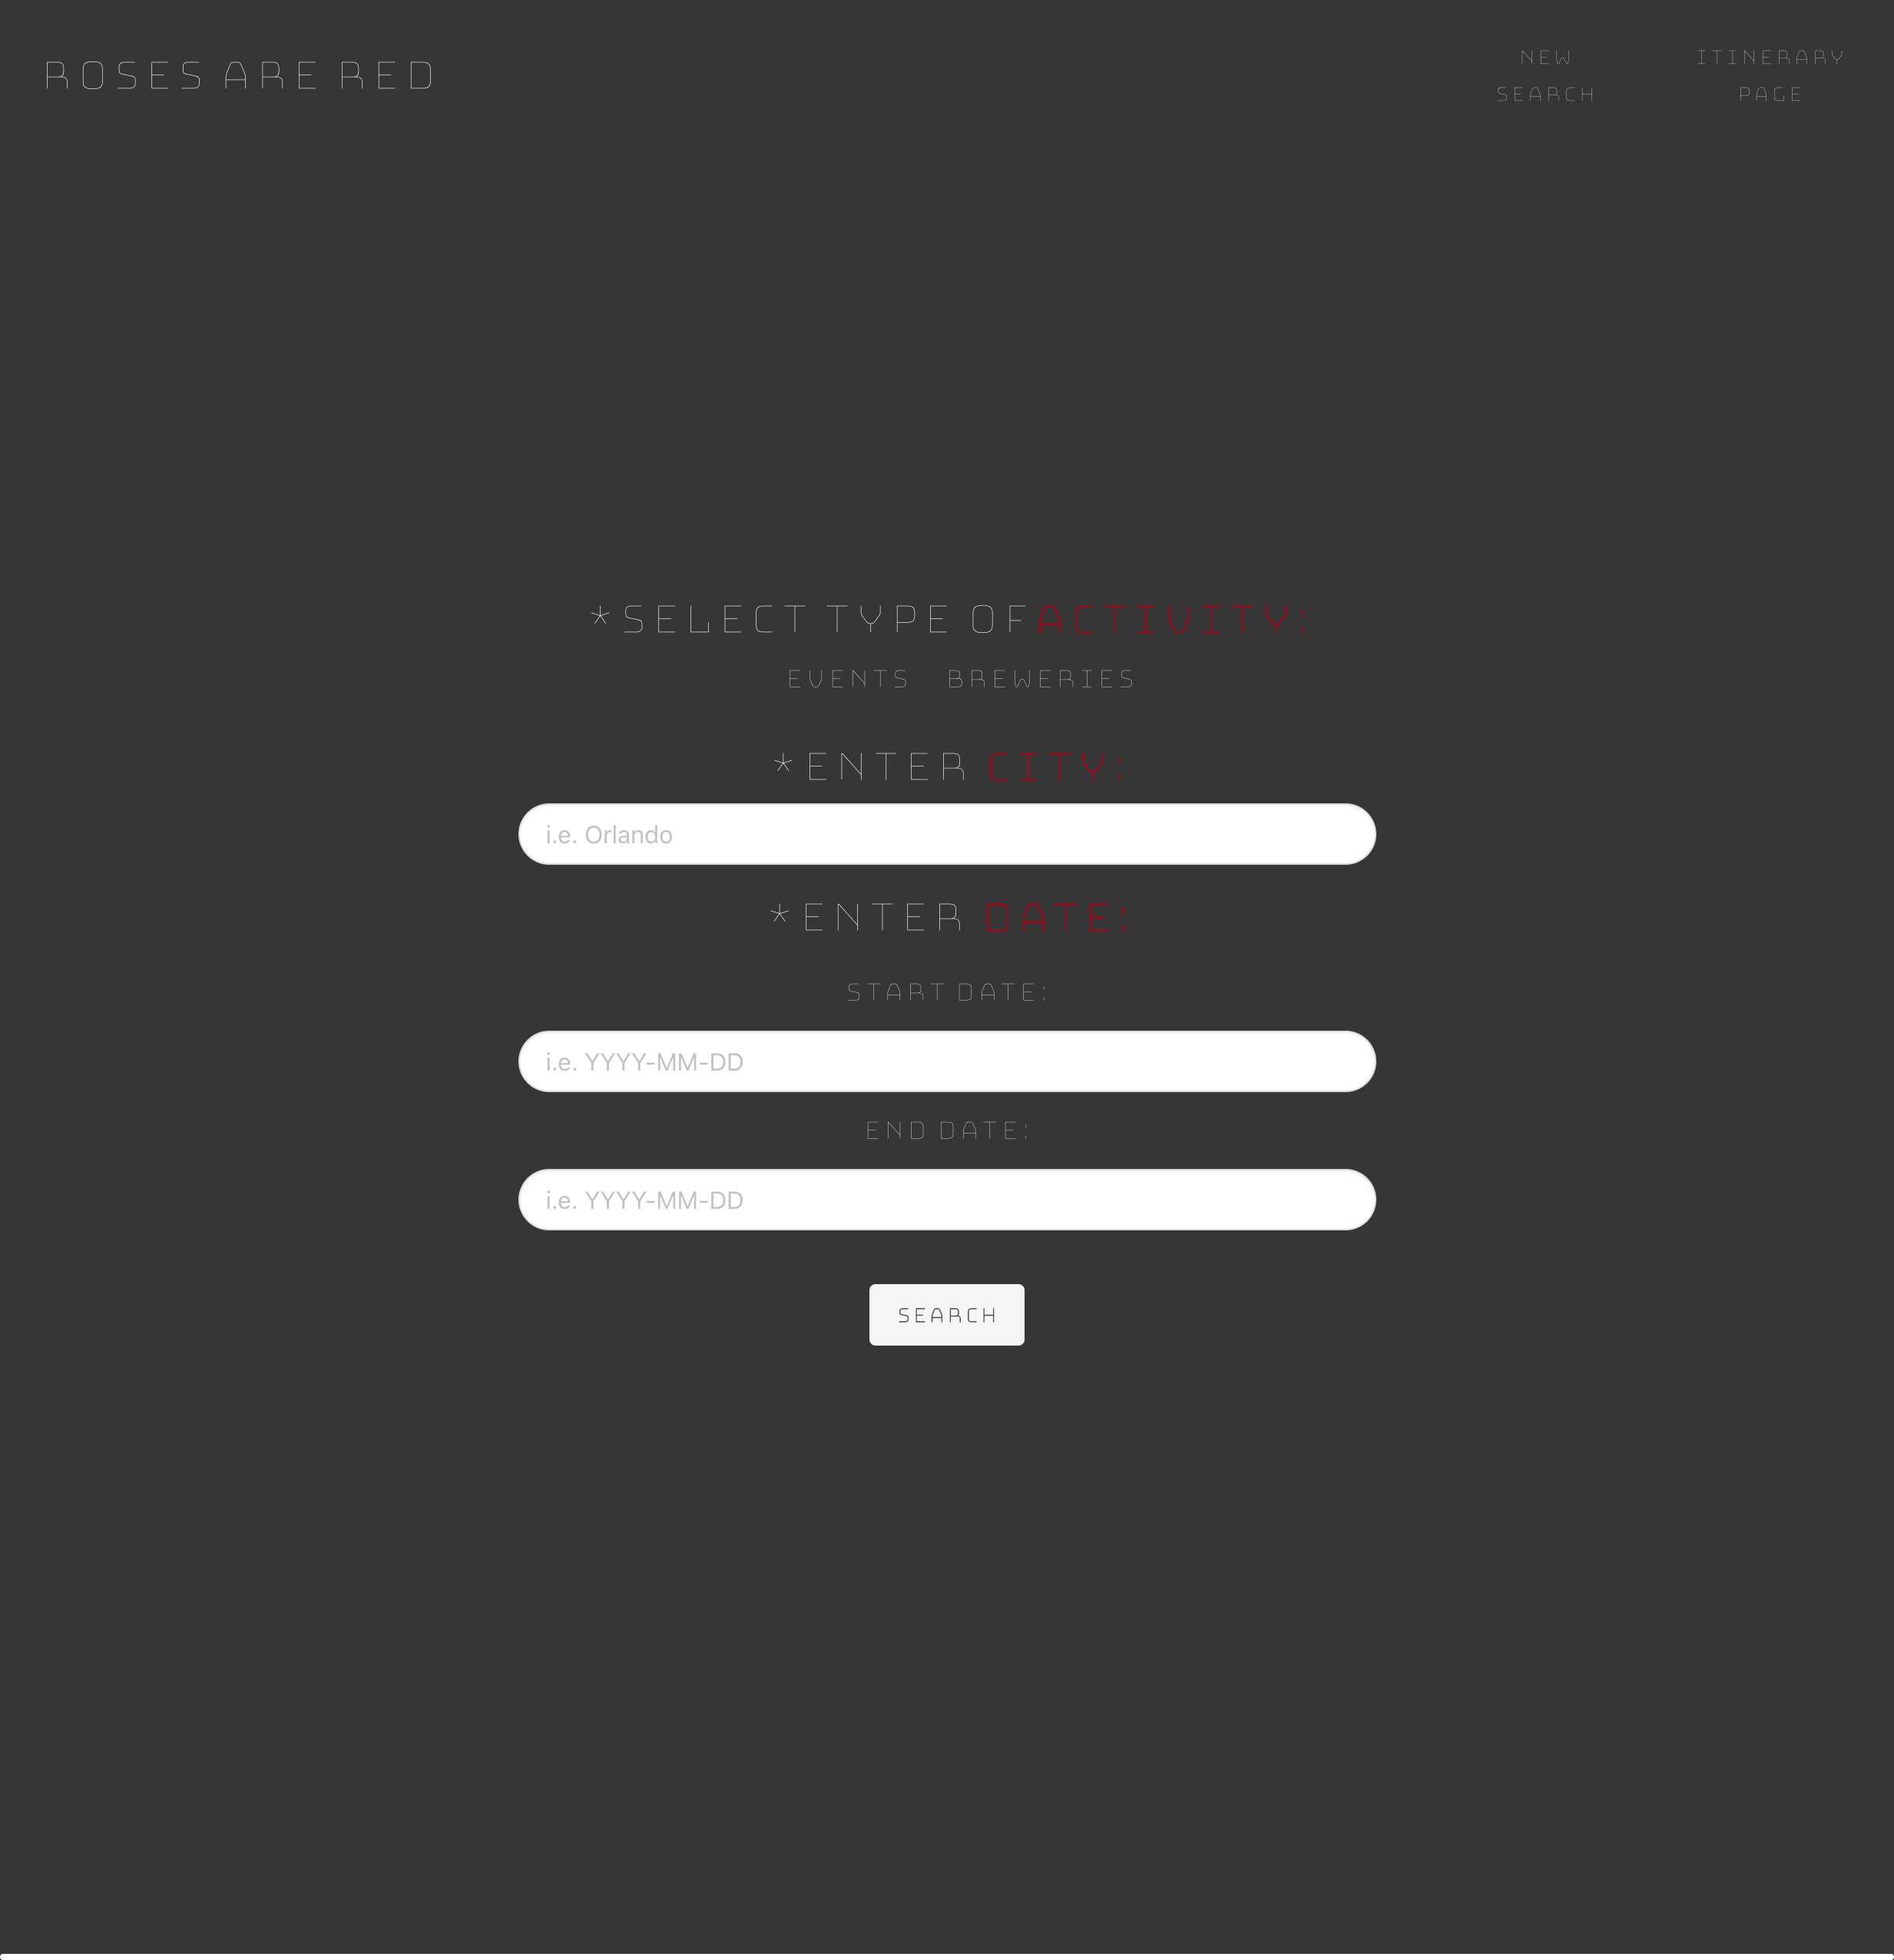 ROSES ARE RED
NEW SEARCH
ITINERARY PAGE
*SELECT TYPE OF ACTIVITY:
EVENTS BREWERIES
*ENTER CITY:
i.e. Orlando
*ENTER DATE:
START DATE:
i.e. YYYY-MM-DD
END DATE:
i.e. YYYY-MM-DD
SEARCH